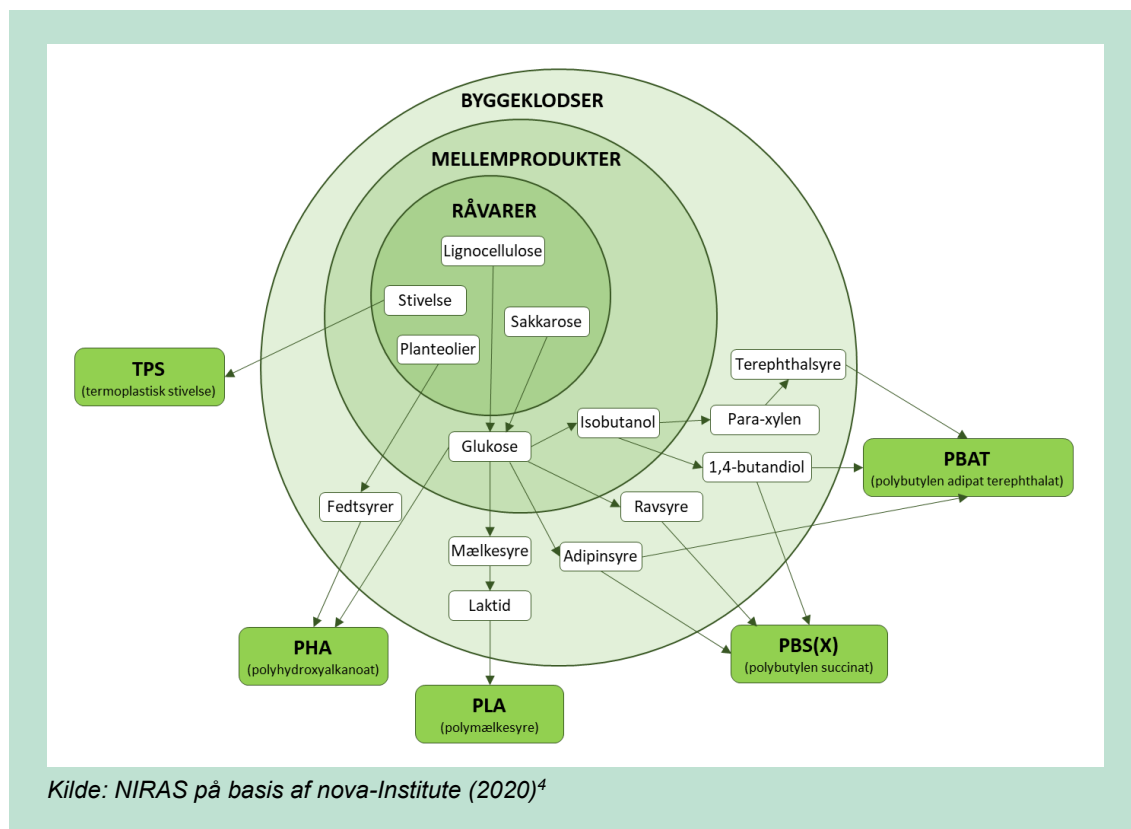 BYGGEKLODSER
MELLEMPRODUKTER
RÅVARER
Lignocellulose
Stivelse
Sakkarose
Planteolier
TPS
(termoplastisk stivelse)
Terephthalsyre
Isobutanol
Para-xylen
Glukose
1,4-butandiol
PBAT
(polybutylen adipat terephthalat)
Fedtsyrer
Ravsyre
Mælkesyre
Adipinsyre
Laktid
PHA
(polyhydroxyalkanoat)
PBS(X)
(polybutylen succinat)
PLA
(polymælkesyre)
Kilde: NIRAS på basis af nova-Institute (2020)4